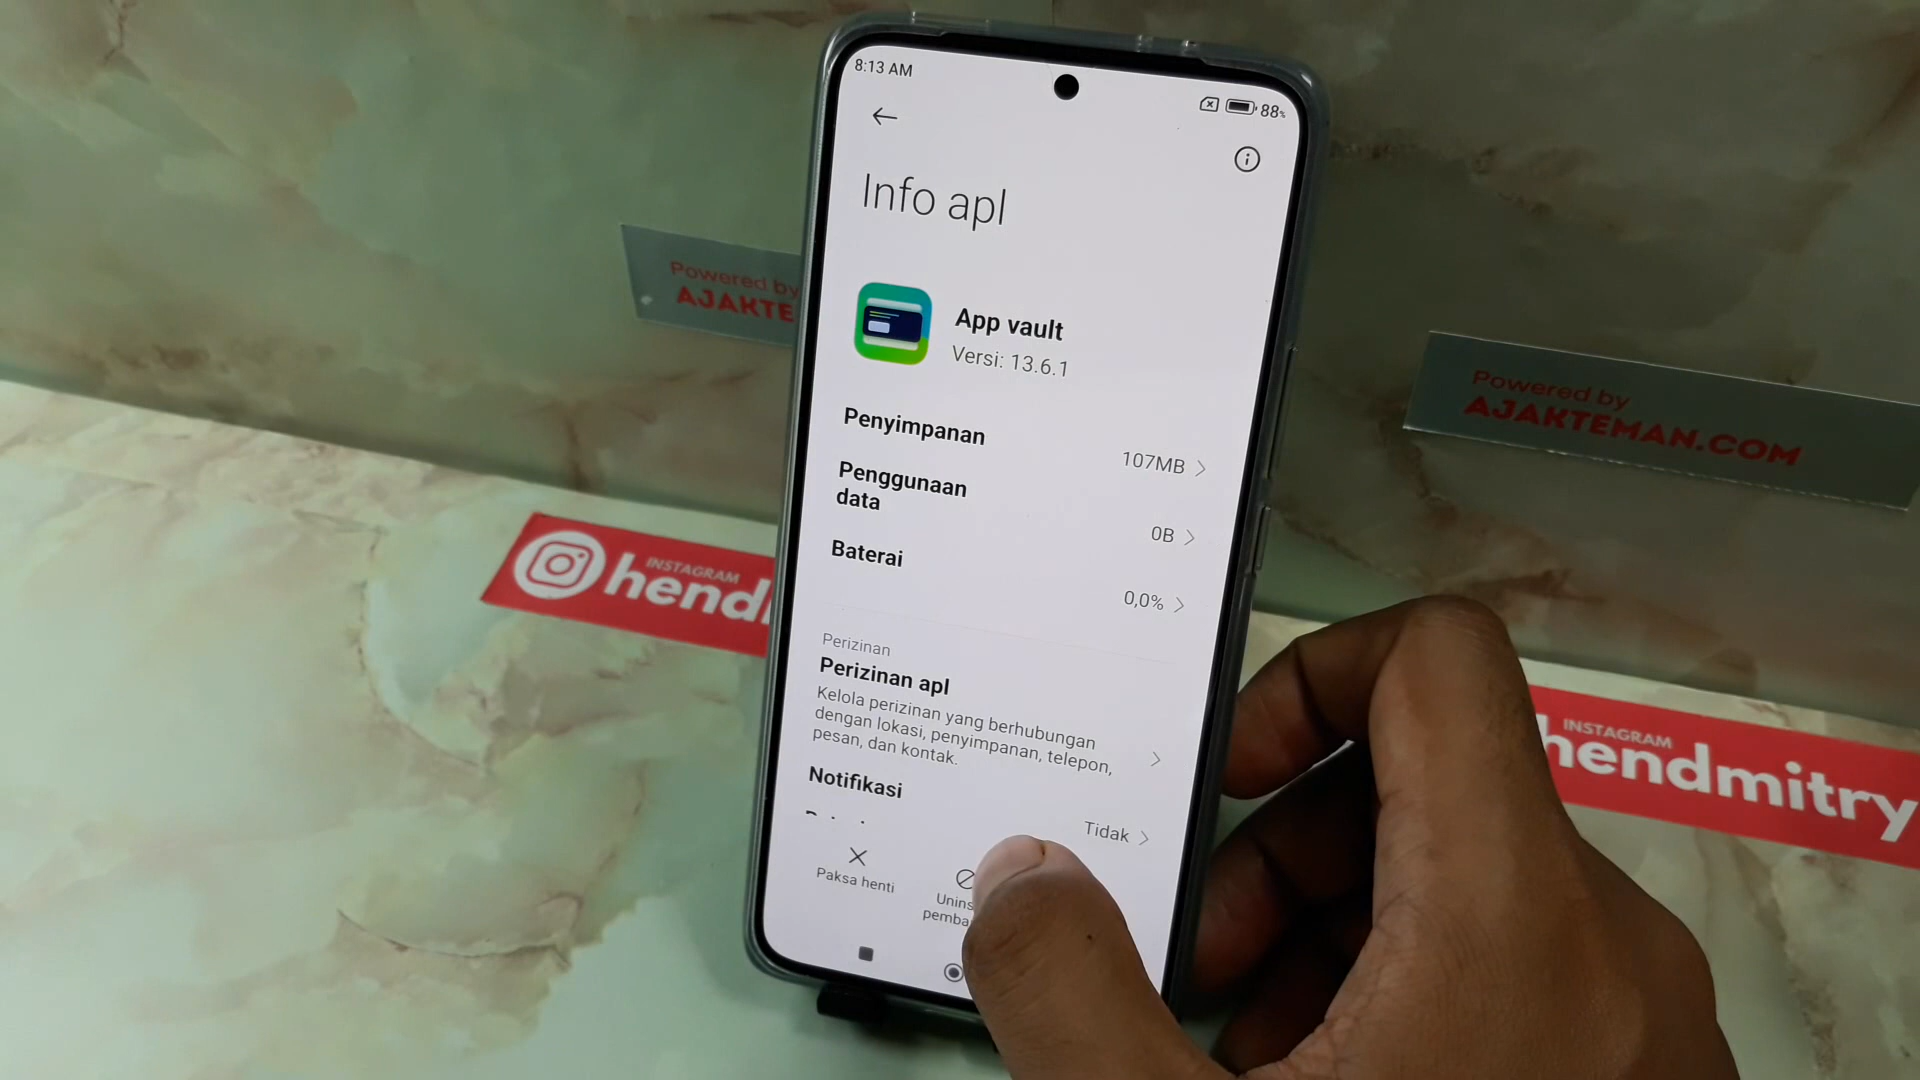 8:13 AM
88%
Info apl
App vault
Versi: 13.6.1
Penyimpanan
107MB
Penggunaan
data
0B
Baterai
0,0%
Perizinan
Perizinan apl
Kelola perizinan yang berhubungan
dengan lokasi, penyimpanan, telepon,
pesan, dan kontak.
Notifikasi
Tidak
Paksa henti
Unins
pemba
Powered by
AJAKTE
Powered by
AJAKTEMAN.COM
INSTAGRAM
hend
INSTAGRAM
hendmitry